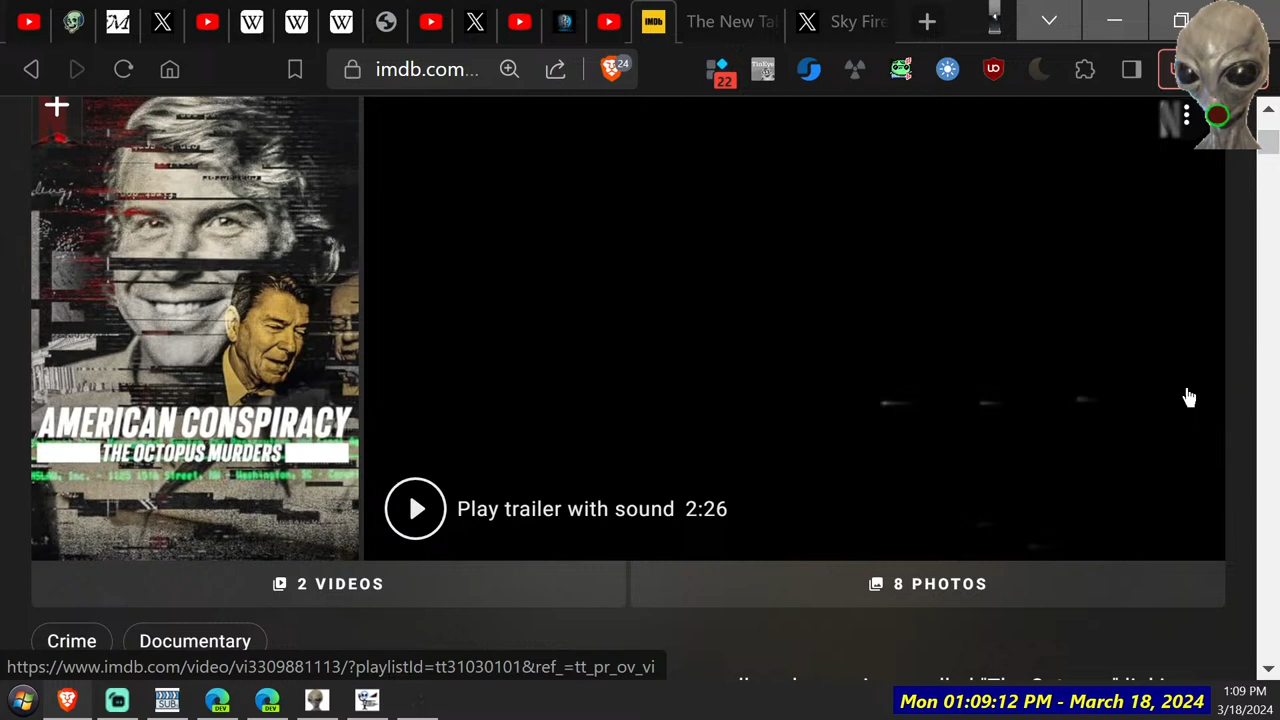 The New Ta
Sky Fire
imdb.com...
24
22
AMERICAN CONSPIRACY
THE OCTOPUS MURDERS
Play trailer with sound 2:26
2 VIDEOS
8 PHOTOS
Crime
Documentary
https://www.imdb.com/video/vi3309881113/?playlistId=tt31030101&ref_=tt_pr_ov_vi
Mon 01:09:12 PM - March 18, 2024
1:09 PM
3/18/2024